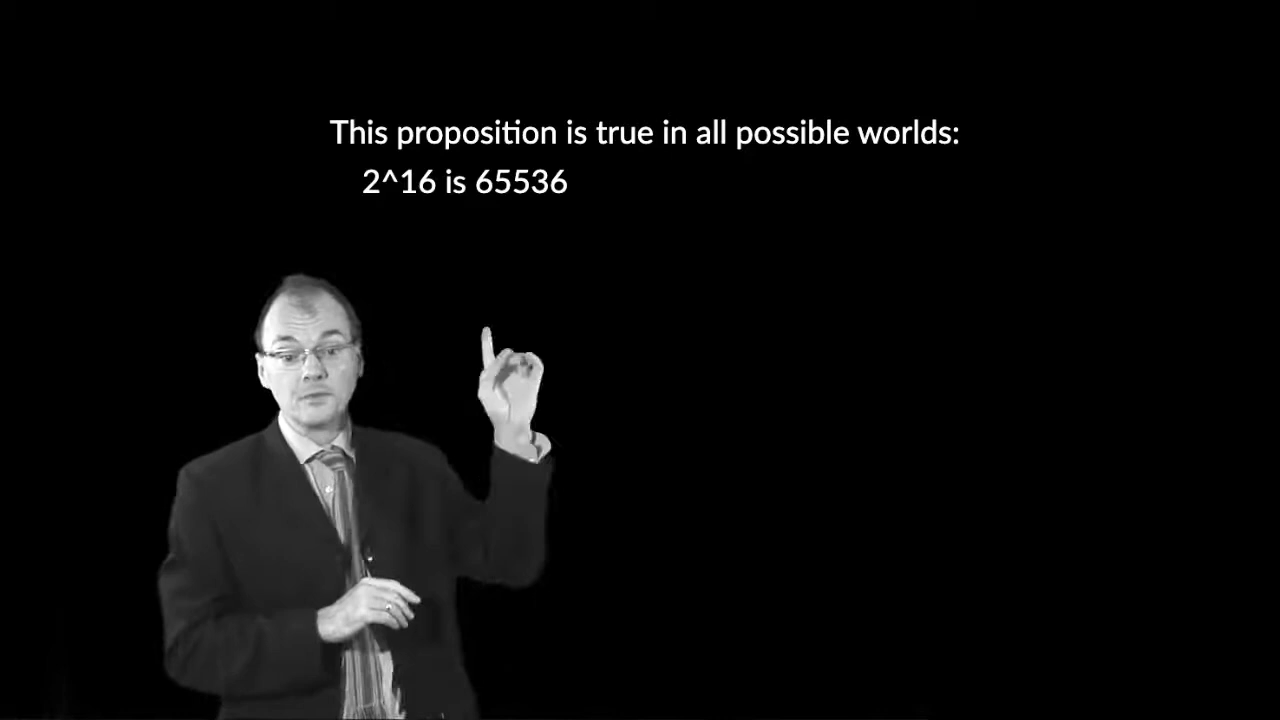 This proposition is true in all possible worlds:
2^16 is 65536